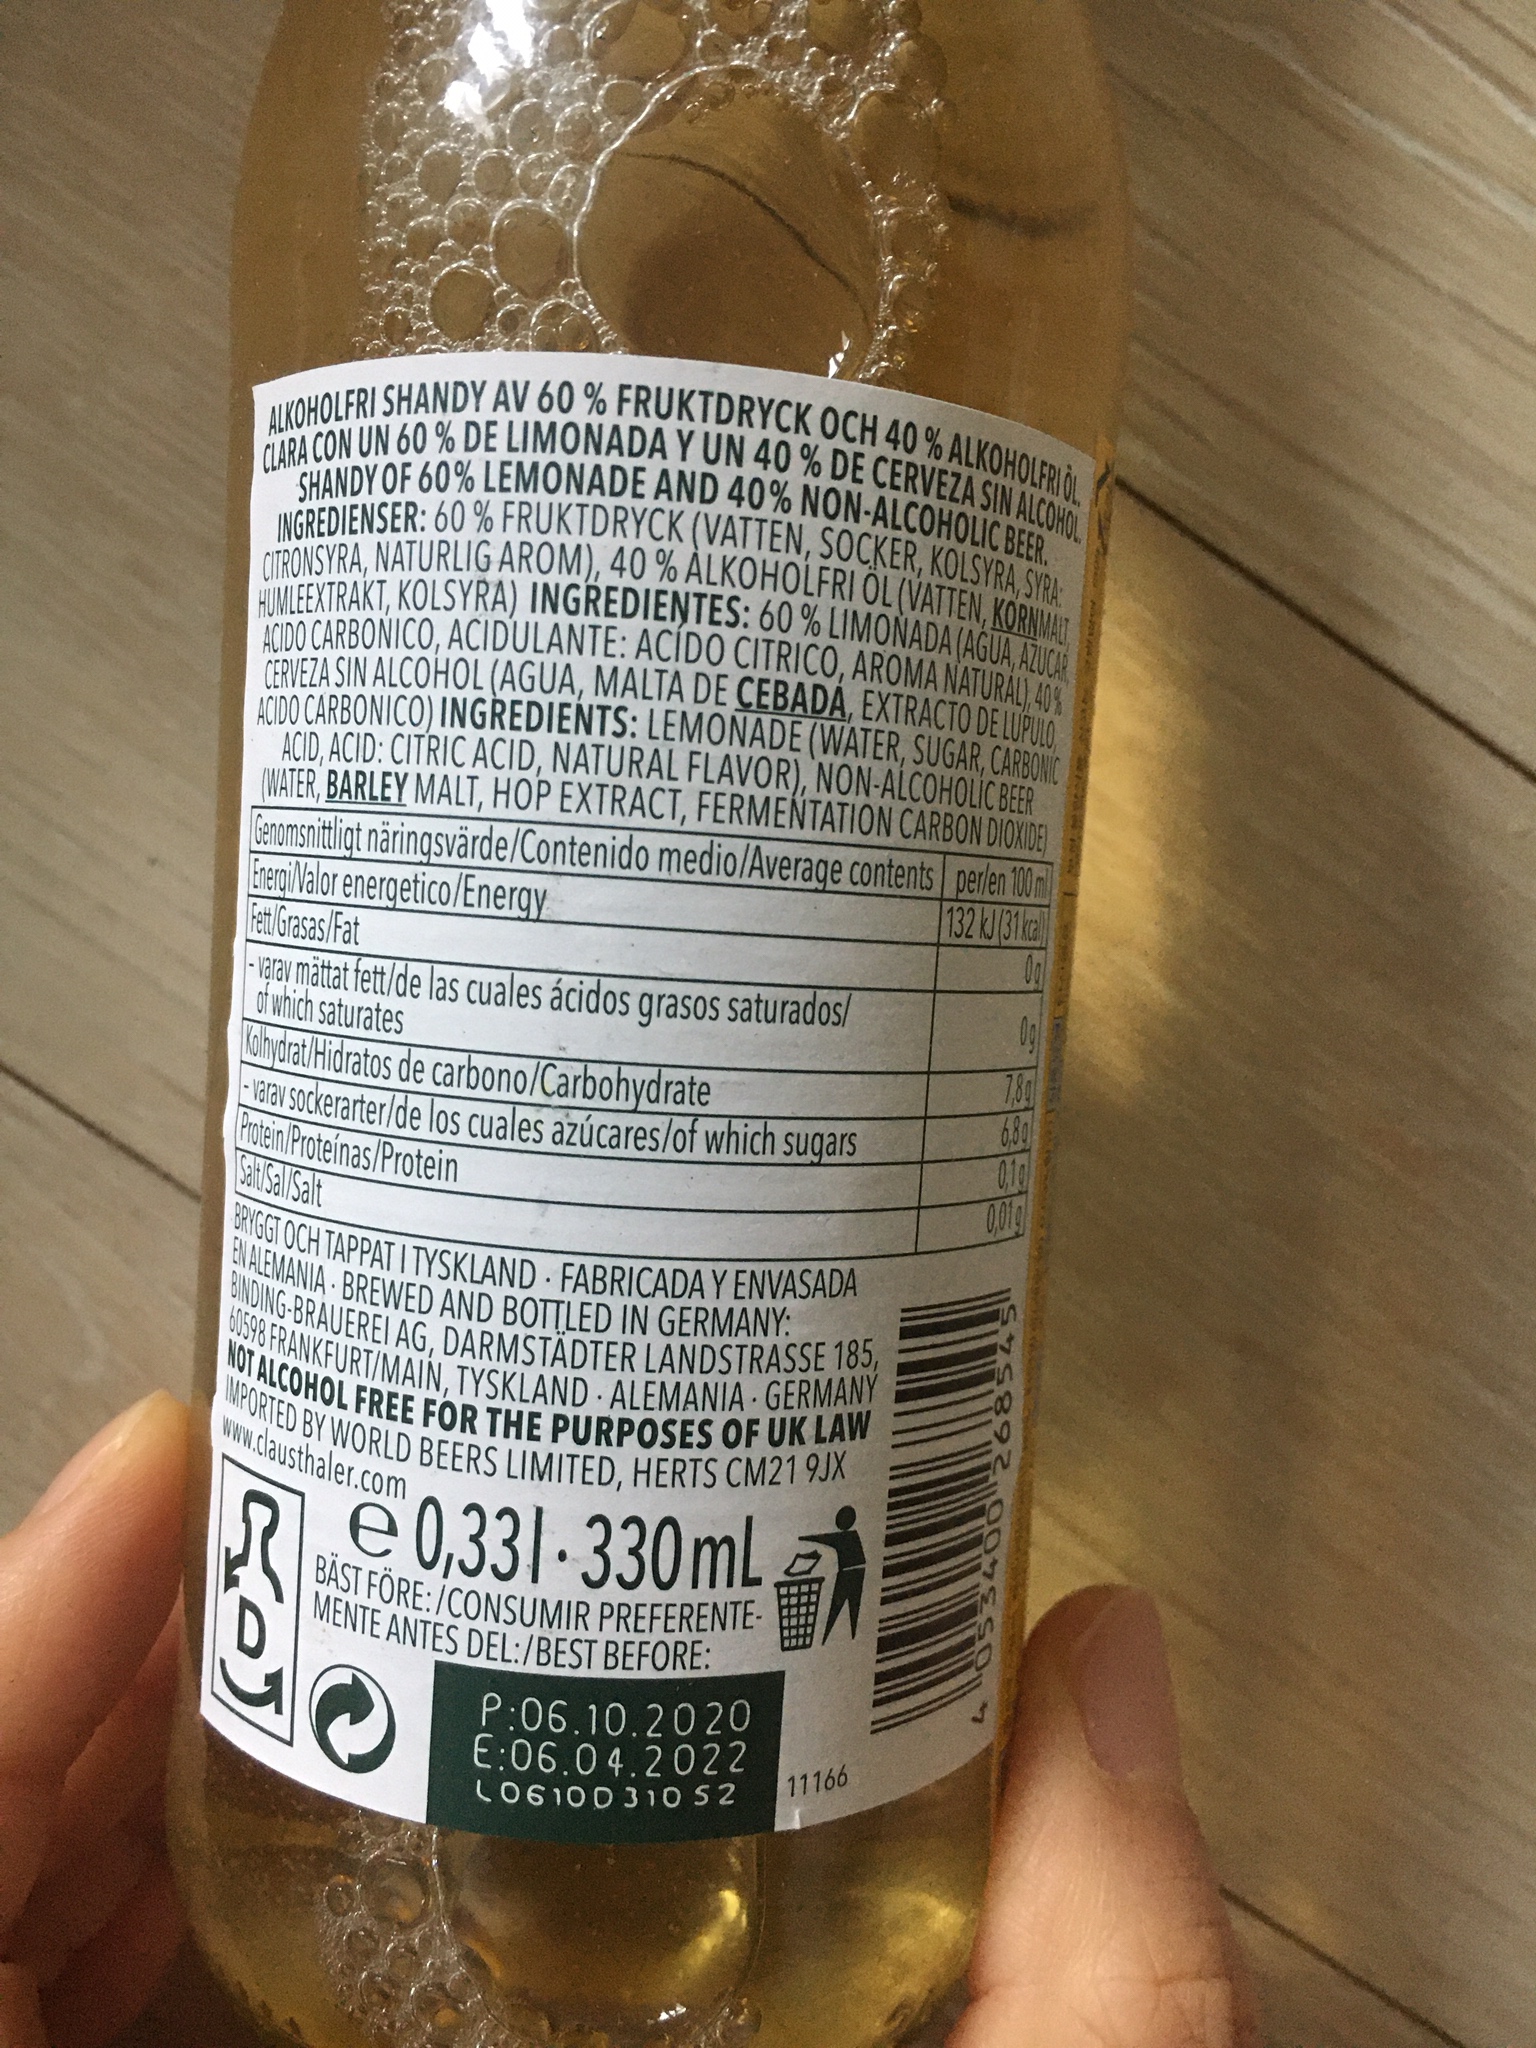 ALKOHOLFRI SHANDY AV 60 % FRUKTDRYCK OCH 40 % ALKOHOLFRI ÖL.
CLARA CON UN 60 % DE LIMONADA Y UN 40 % DE CERVEZA SIN ALCOHOL.
SHANDY OF 60% LEMONADE AND 40% NON-ALCOHOLIC BEER.
INGREDIENSER: 60 % FRUKTDRYCK (VATTEN, SOCKER, KOLSYRA, SYRA:
CITRONSYRA, NATURLIG AROM), 40 % ALKOHOLFRI ÖL (VATTEN, KORNMALT,
HUMLEEXTRAKT, KOLSYRA) INGREDIENTES: 60 % LIMONADA (AGUA, AZUCAR,
ACIDO CARBONICO, ACIDULANTE: ACÍDO CITRICO, AROMA NATURAL), 40 %
CERVEZA SIN ALCOHOL (AGUA, MALTA DE CEBADA, EXTRACTO DE LUPULO,
ACIDO CARBONICO) INGREDIENTS: LEMONADE (WATER, SUGAR, CARBONIC
ACID, ACID: CITRIC ACID, NATURAL FLAVOR), NON-ALCOHOLIC BEER
(WATER, BARLEY MALT, HOP EXTRACT, FERMENTATION CARBON DIOXIDE)
Genomsnittligt näringsvärde/Contenido medio/Average contents per/en 100 ml
Energi/Valor energetico/Energy 132 kJ (31 kcal)
Fett/Grasas/Fat 0 g
- varav mättat fett/de las cuales ácidos grasos saturados/
of which saturates 0 g
Kolhydrat/Hidratos de carbono/Carbohydrate 7,8 g
- varav sockerarter/de los cuales azúcares/of which sugars 6,8 g
Protein/Proteínas/Protein 0,1 g
Salt/Sal/Salt 0,01 g
BRYGGT OCH TAPPAT I TYSKLAND · FABRICADA Y ENVASADA
EN ALEMANIA · BREWED AND BOTTLED IN GERMANY:
BINDING-BRAUEREI AG, DARMSTÄDTER LANDSTRASSE 185,
60598 FRANKFURT/MAIN, TYSKLAND · ALEMANIA · GERMANY
NOT ALCOHOL FREE FOR THE PURPOSES OF UK LAW
IMPORTED BY WORLD BEERS LIMITED, HERTS CM21 9JX
www.clausthaler.com
e 0,33 l · 330 mL
BÄST FÖRE:/CONSUMIR PREFERENTE-
MENTE ANTES DEL:/BEST BEFORE:
D
P:06.10.2020
E:06.04.2022
L0610D310 S2
11166
4 053400 268545